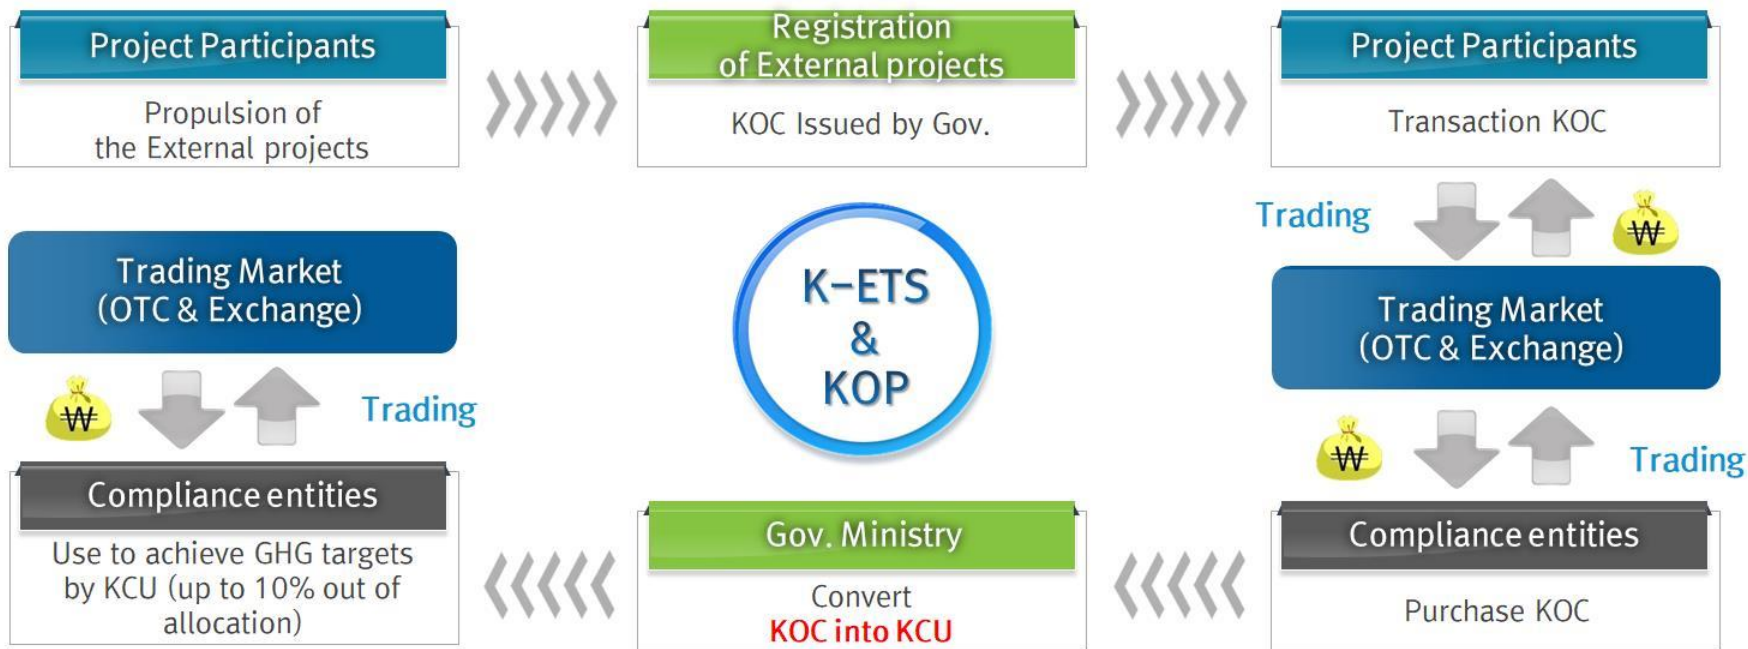 Project Participants
Propulsion of
the External projects
Registration
of External projects
KOC Issued by Gov.
Project Participants
Transaction KOC
Trading
₩
Trading Market
(OTC & Exchange)
K-ETS
&
KOP
Trading Market
(OTC & Exchange)
₩
Trading
₩
Trading
Compliance entities
Use to achieve GHG targets
by KCU (up to 10% out of
allocation)
Gov. Ministry
Convert
KOC into KCU
Compliance entities
Purchase KOC